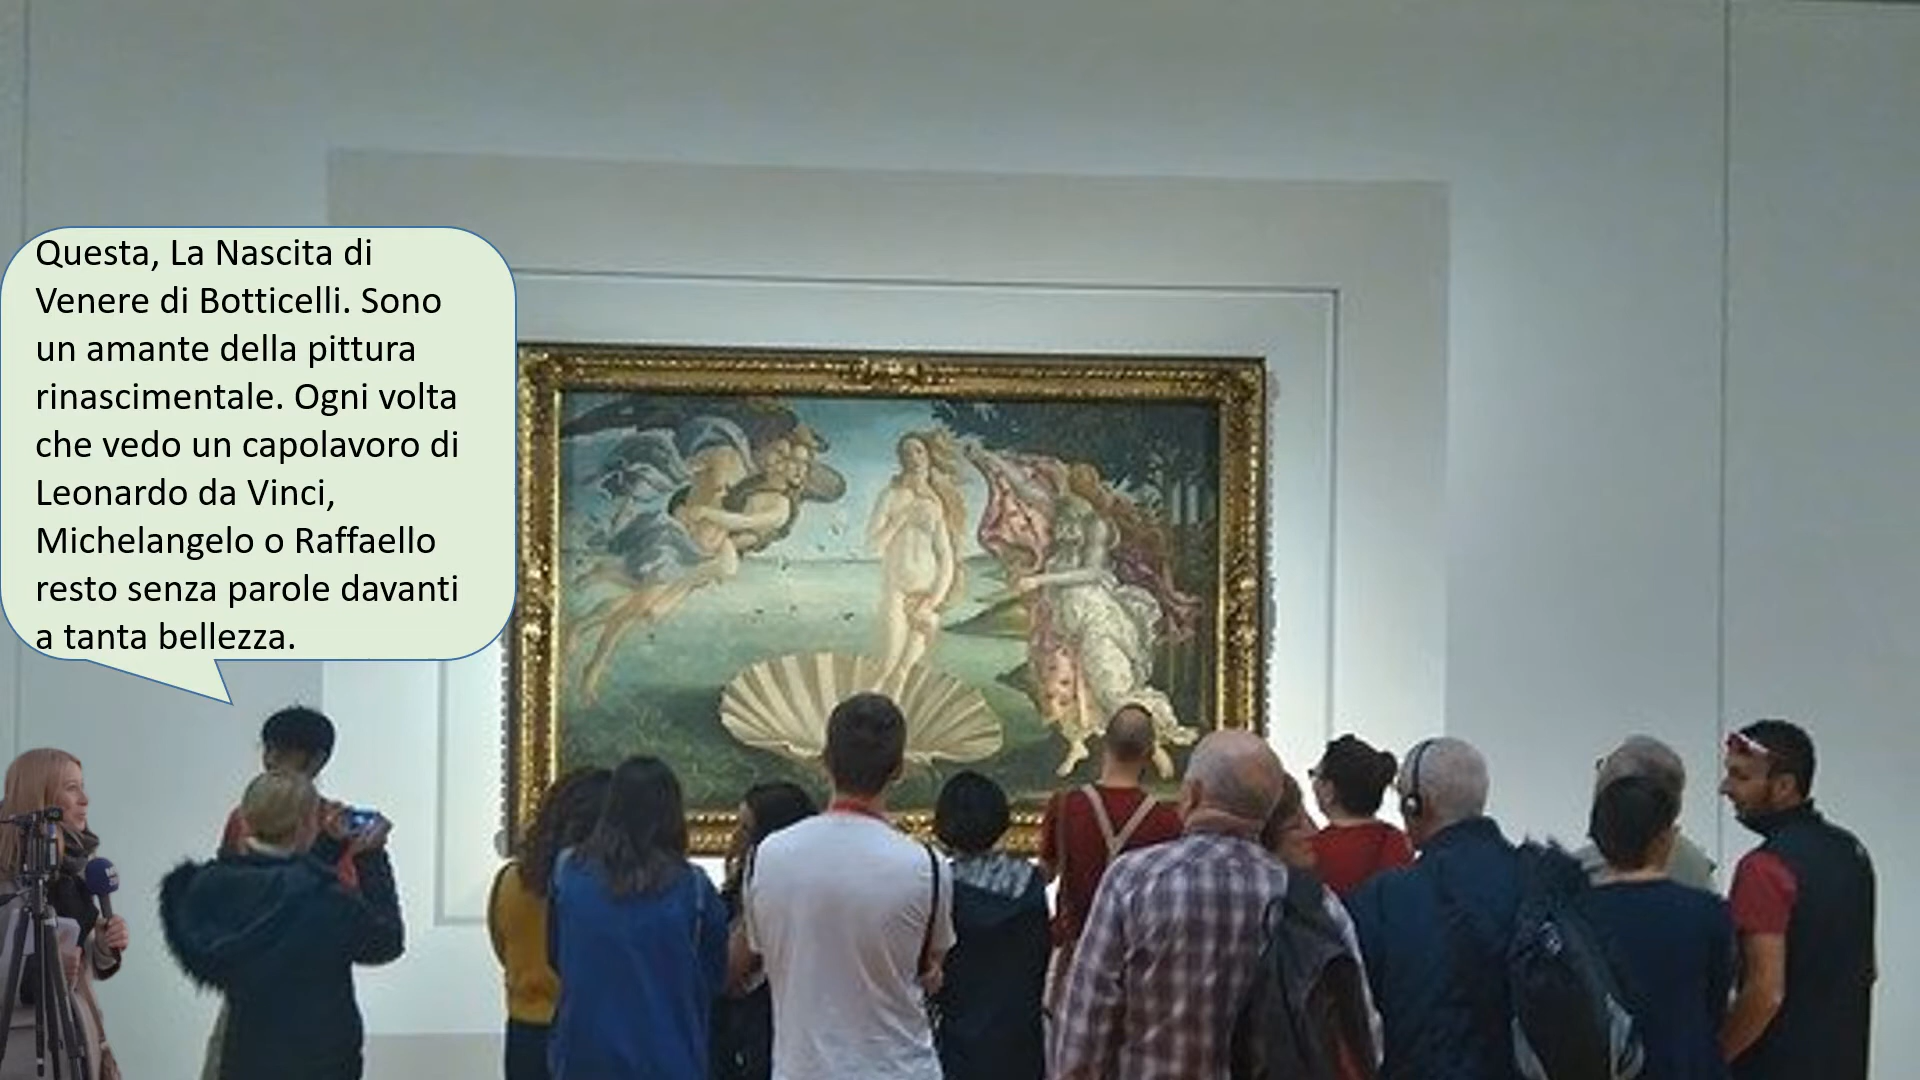 Questa, La Nascita di
Venere di Botticelli. Sono
un amante della pittura
rinascimentale. Ogni volta
che vedo un capolavoro di
Leonardo da Vinci,
Michelangelo o Raffaello
resto senza parole davanti
a tanta bellezza.